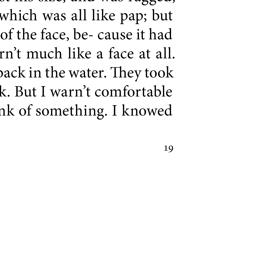 which was all like pap; but
of the face, be- cause it had
rn’t much like a face at all.
back in the water. They took
k. But I warn’t comfortable
nk of something. I knowed
19